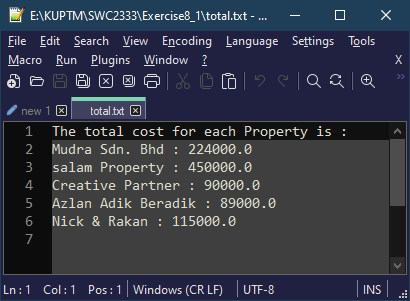 E:\KUPTM\SWC2333\Exercise8_1\total.txt - ...
File Edit Search View Encoding Language Settings Tools
Macro Run Plugins Window ? X
new 1 total.txt
1 The total cost for each Property is :
2 Mudra Sdn. Bhd : 224000.0
3 salam Property : 450000.0
4 Creative Partner : 90000.0
5 Azlan Adik Beradik : 89000.0
6 Nick & Rakan : 115000.0
7
Ln : 1 Col : 1 Pos : 1 Windows (CR LF) UTF-8 INS